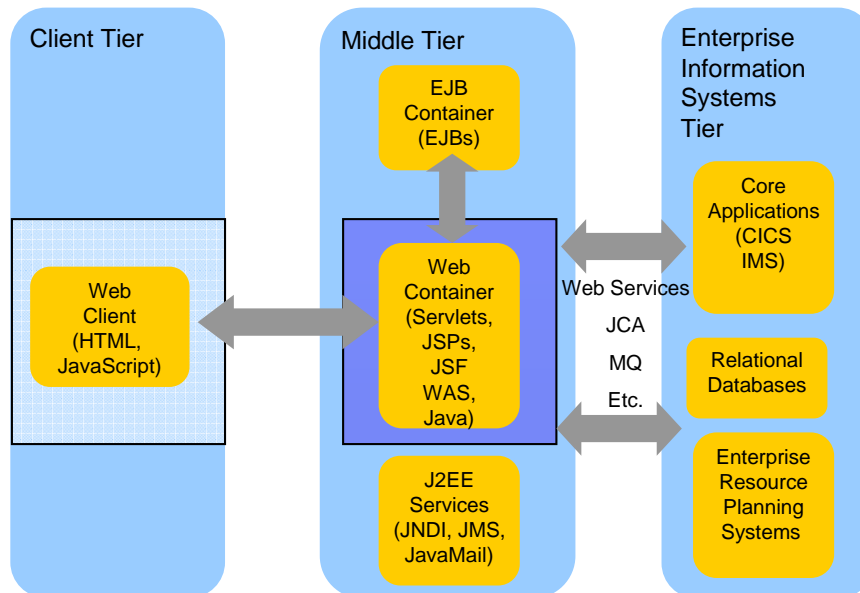 Client Tier
Web
Client
(HTML,
JavaScript)
Middle Tier
EJB
Container
(EJBs)
Web
Container
(Servlets,
JSPs,
JSF
WAS,
Java)
J2EE
Services
(JNDI, JMS,
JavaMail)
Web Services
JCA
MQ
Etc.
Enterprise
Information
Systems
Tier
Core
Applications
(CICS
IMS)
Relational
Databases
Enterprise
Resource
Planning
Systems